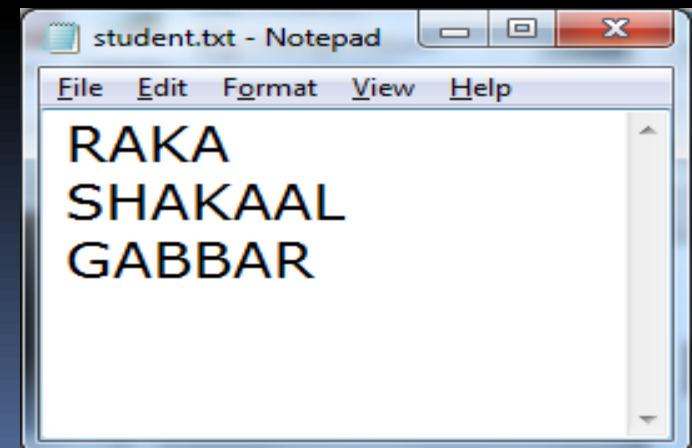 student.txt - Notepad
File Edit Format View Help
RAKA
SHAKAAL
GABBAR